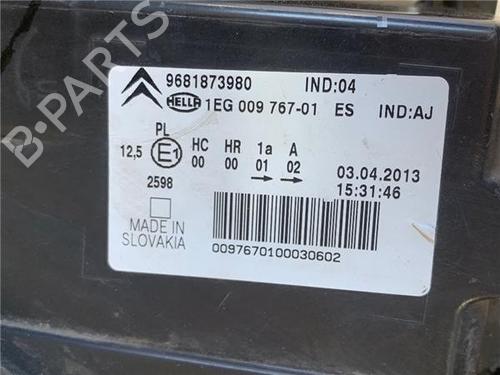 B-PARTS
9681873980 IND:04
HELLA 1EG 009 767-01 ES IND:AJ
PL HC HR 1a A
12,5 E1 00 00 01 02 03.04.2013
2598 15:31:46
MADE IN
SLOVAKIA
0097670100030602